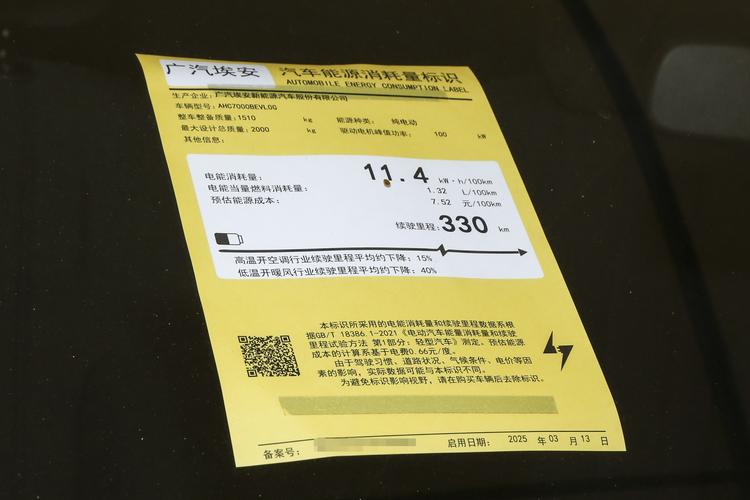 广汽埃安 汽车能源消耗量标识
AUTOMOBILE ENERGY CONSUMPTION LABEL
生产企业：广汽埃安新能源汽车股份有限公司
车辆型号：AHC7000BEVL0G
整车整备质量：1510 kg 能源种类： 纯电动
最大设计总质量：2000 kg 驱动电机峰值功率： 100 kW
其他信息：
电能消耗量： 11.4 kW·h/100km
电能当量燃料消耗量： 1.32 L/100km
预估能源成本： 7.52 元/100km
续驶里程：330 km
高温开空调行业续驶里程平均约下降：15%
低温开暖风行业续驶里程平均约下降：40%
本标识所采用的电能消耗量和续驶里程数据系根
据GB/T 18386.1-2021《电动汽车能量消耗量和续驶
里程试验方法 第1部分：轻型汽车》测定。预估能源
成本的计算系基于电费0.66元/度。
由于驾驶习惯、道路状况、气候条件、电价等因
素的影响，实际数据可能与本标识不同。
为避免标识影响视野，请在购买车辆后去除标识。
备案号： 启用日期： 2025 年 03 月 13 日